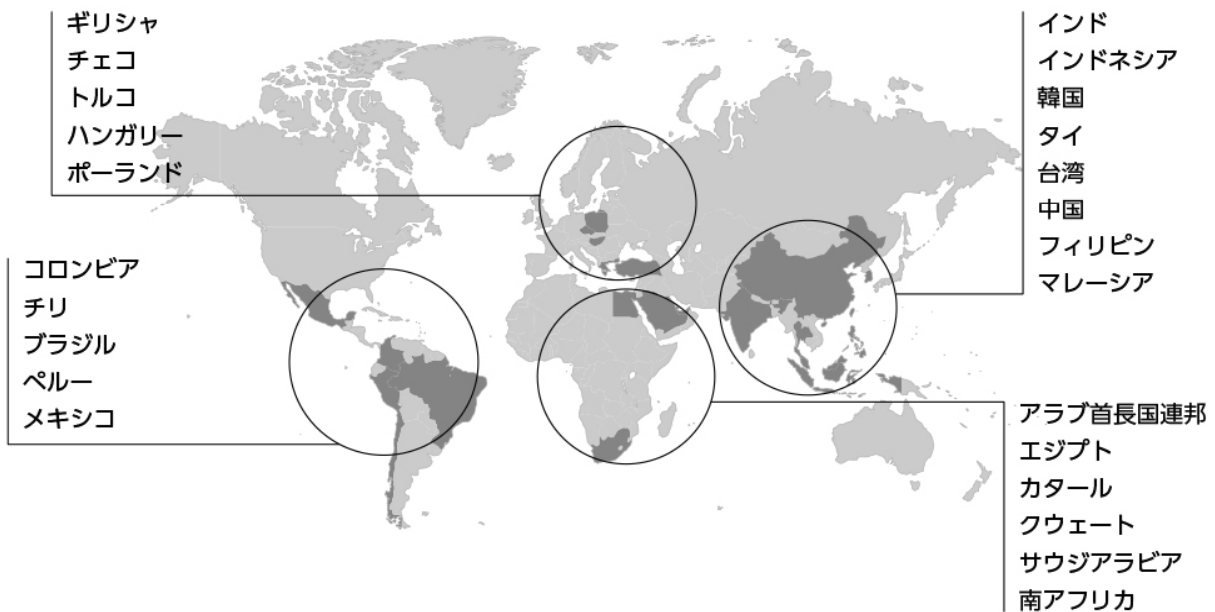 ギリシャ
チェコ
トルコ
ハンガリー
ポーランド
インド
インドネシア
韓国
タイ
台湾
中国
フィリピン
マレーシア
コロンビア
チリ
ブラジル
ペルー
メキシコ
アラブ首長国連邦
エジプト
カタール
クウェート
サウジアラビア
南アフリカ